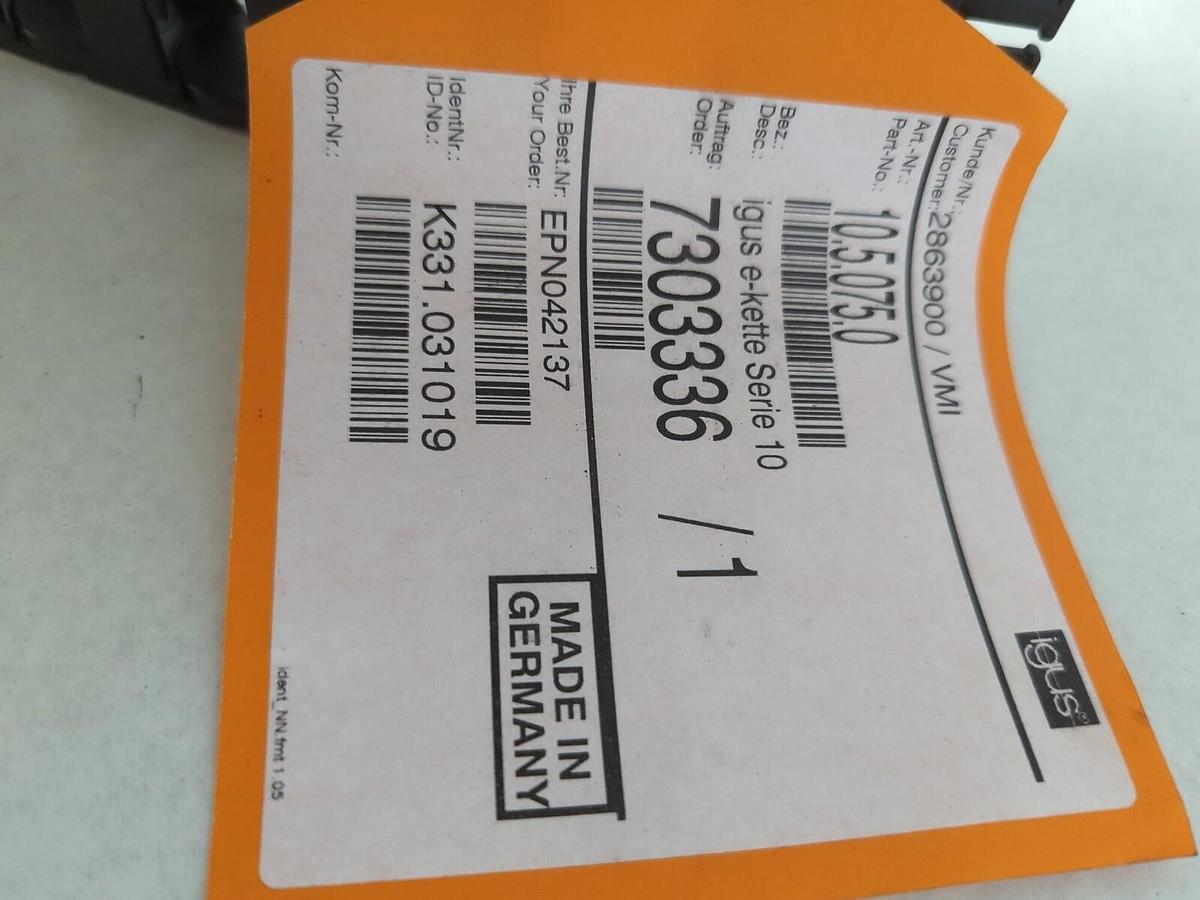 igus®
Kunde/Nr.:
Customer: 2863900 / VMI
Art.-Nr.:
Part-No.: 10.5.075.0
Bez.:
Desc.: igus e-kette Serie 10
Auftrag:
Order: 7303336 / 1
Ihre Best.Nr:
Your Order: EPN042137
MADE IN
GERMANY
IdentNr.:
ID-No.: K331.031019
Kom-Nr.:
ident_NN.fmt 1.05